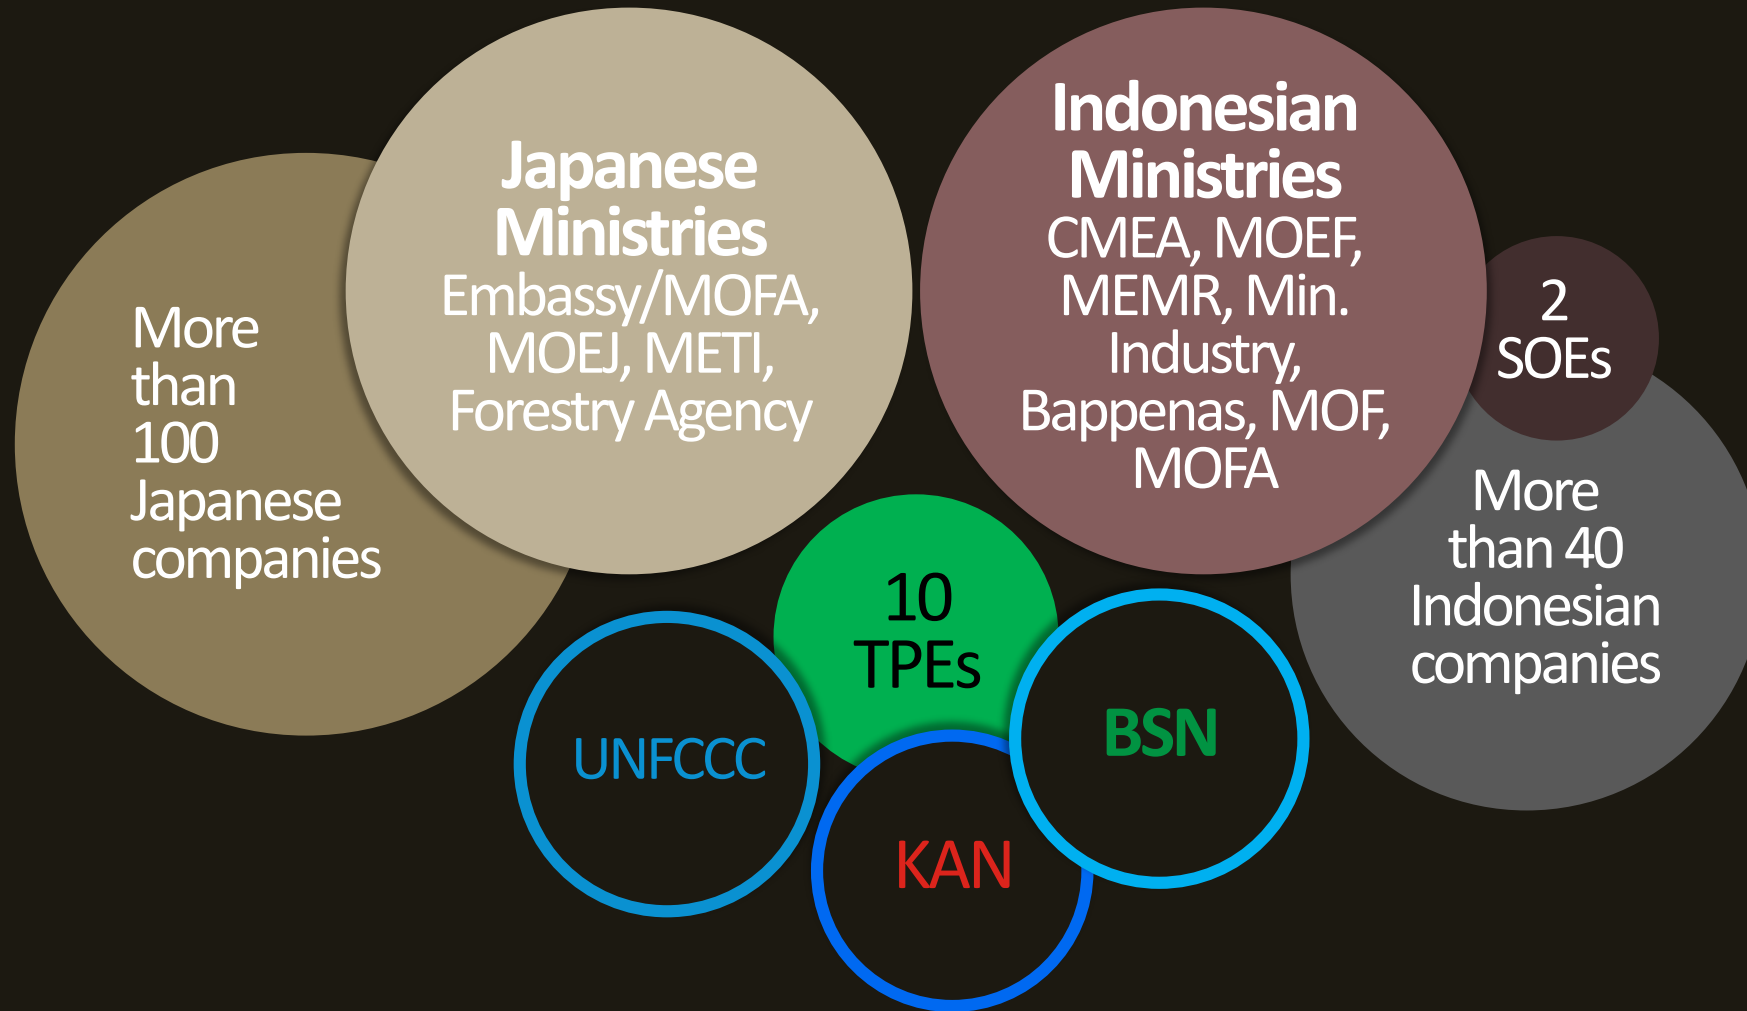 More
than
100
Japanese
companies
Japanese
Ministries
Embassy/MOFA,
MOEJ, METI,
Forestry Agency
Indonesian
Ministries
CMEA, MOEF,
MEMR, Min.
Industry,
Bappenas, MOF,
MOFA
2
SOEs
More
than 40
Indonesian
companies
10
TPEs
UNFCCC
KAN
BSN